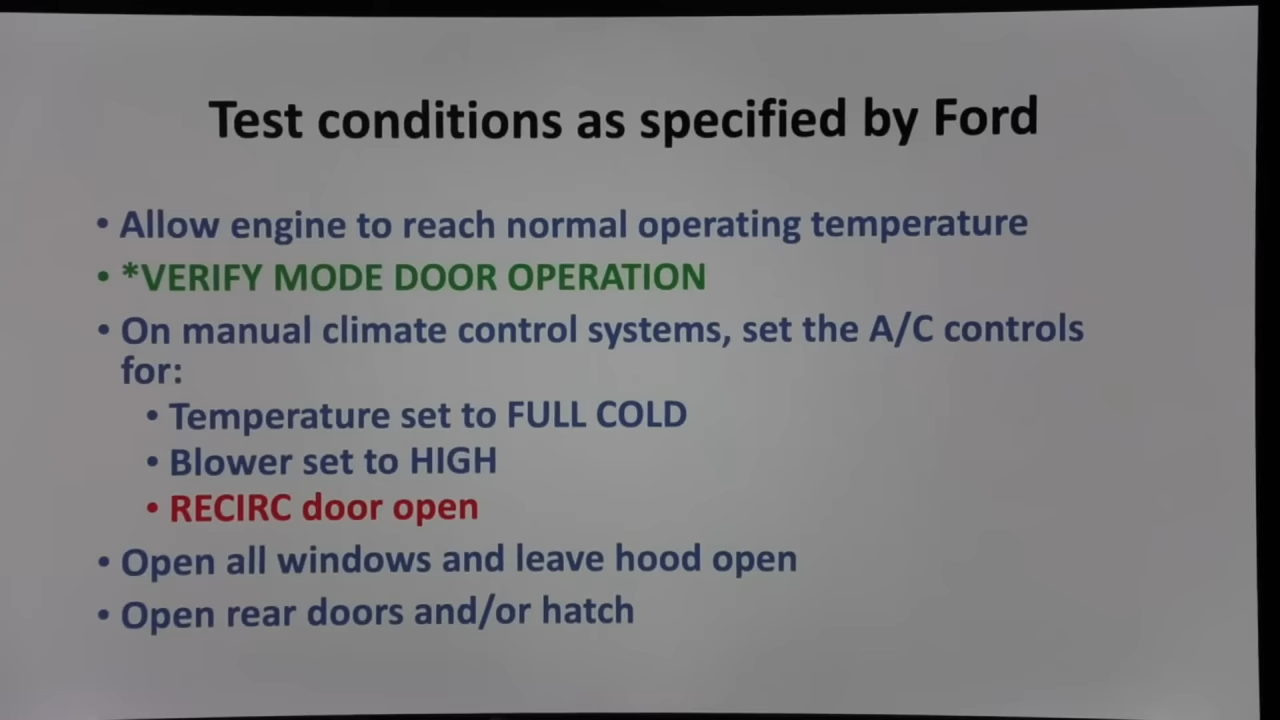 Test conditions as specified by Ford
• Allow engine to reach normal operating temperature
• *VERIFY MODE DOOR OPERATION
• On manual climate control systems, set the A/C controls
for:
• Temperature set to FULL COLD
• Blower set to HIGH
• RECIRC door open
• Open all windows and leave hood open
• Open rear doors and/or hatch